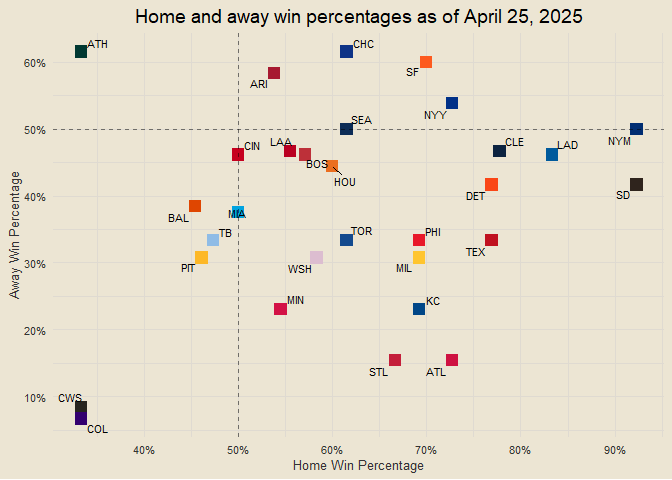 Home and away win percentages as of April 25, 2025
ATH
CHC
60%
SF
ARI
NYY
SEA
50%
NYM
CIN
LAA
CLE
LAD
BOS
HOU
DET
SD
40%
BAL
MIA
TB
TOR
PHI
TEX
30%
PIT
WSH
MIL
MIN
KC
20%
STL
ATL
10%
CWS
COL
40%
50%
60%
70%
80%
90%
Home Win Percentage
Away Win Percentage